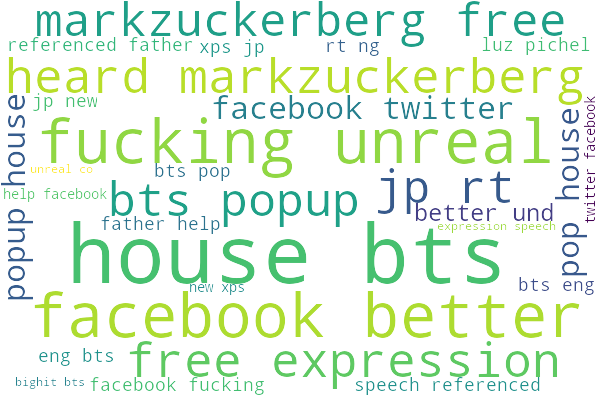 markzuckerberg free
referenced father
xps jp
rt ng
luz pichel
heard markzuckerberg
jp new
facebook twitter
popup house
fucking unreal
pop house
twitter facebook
unreal co
bts pop
help facebook
bts popup
jp rt
better und
father help
expression speech
house bts
new xps
bts eng
facebook better
eng bts
free expression
bighit bts
facebook fucking
speech referenced